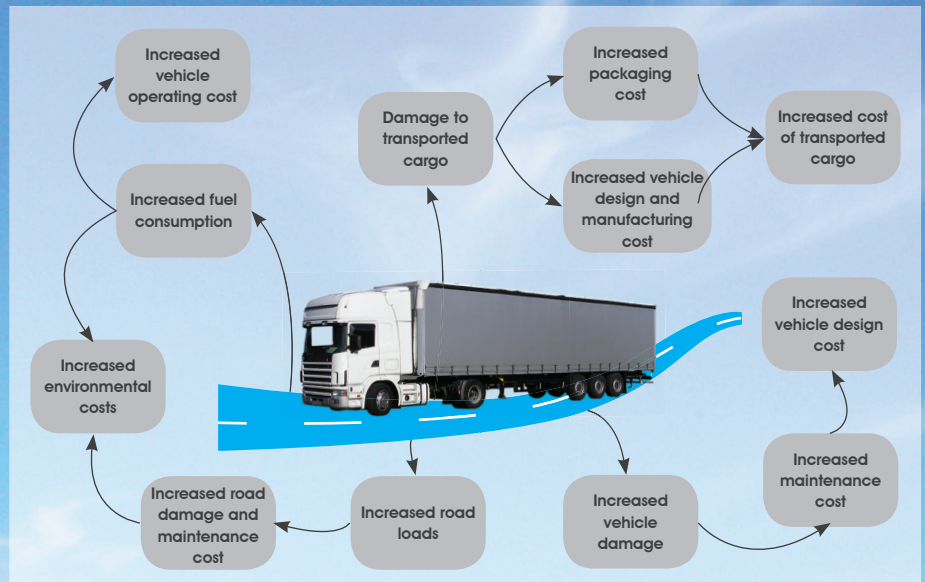 Increased
vehicle
operating cost
Increased fuel
consumption
Increased
environmental
costs
Increased road
damage and
maintenance
cost
Increased road
loads
Damage to
transported
cargo
Increased
packaging
cost
Increased vehicle
design and
manufacturing
cost
Increased cost
of transported
cargo
Increased
vehicle design
cost
Increased
maintenance
cost
Increased
vehicle
damage